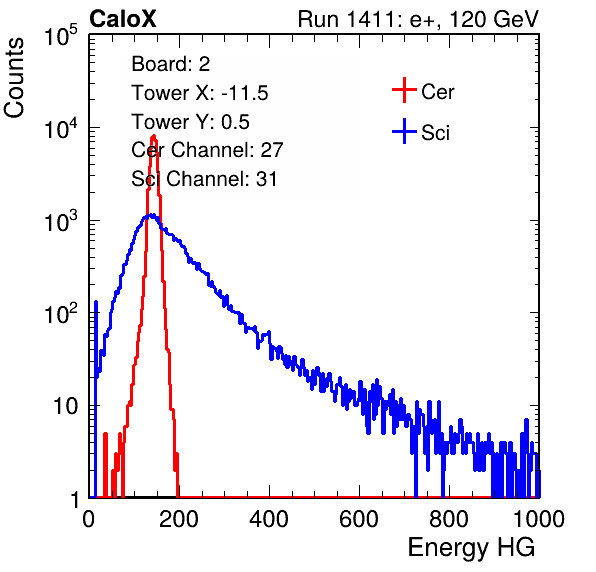 CaloX Run 1411: e+, 120 GeV
Counts
10^5
10^4
10^3
10^2
10
1
Board: 2
Tower X: -11.5
Tower Y: 0.5
Cer Channel: 27
Sci Channel: 31
Cer
Sci
0 200 400 600 800 1000
Energy HG